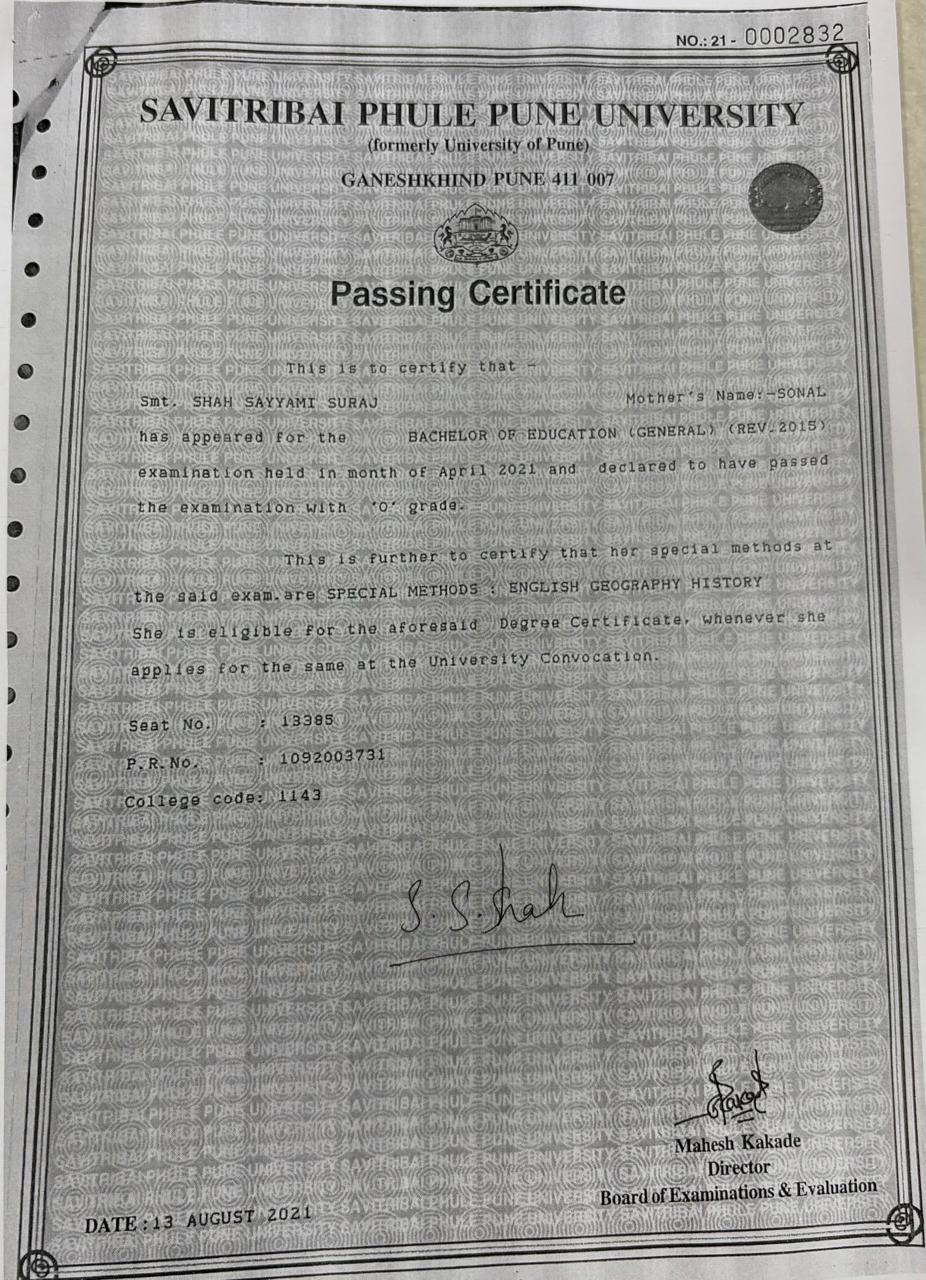 NO.: 21 - 0002832
SAVITRIBAI PHULE PUNE UNIVERSITY
(formerly University of Pune)
GANESHKHIND PUNE 411 007
Passing Certificate
This is to certify that -
Smt. SHAH SAYYAMI SURAJ Mother's Name:-SONAL
has appeared for the BACHELOR OF EDUCATION (GENERAL) (REV.2015)
examination held in month of April 2021 and declared to have passed
the examination with 'O' grade.
This is further to certify that her special methods at
the said exam.are SPECIAL METHODS : ENGLISH GEOGRAPHY HISTORY
She is eligible for the aforesaid Degree Certificate, whenever she
applies for the same at the University Convocation.
Seat No. : 13385
P.R.No. : 1092003731
College code: 1143
S. S. Shah
Mahesh Kakade
Director
Board of Examinations & Evaluation
DATE : 13 AUGUST 2021